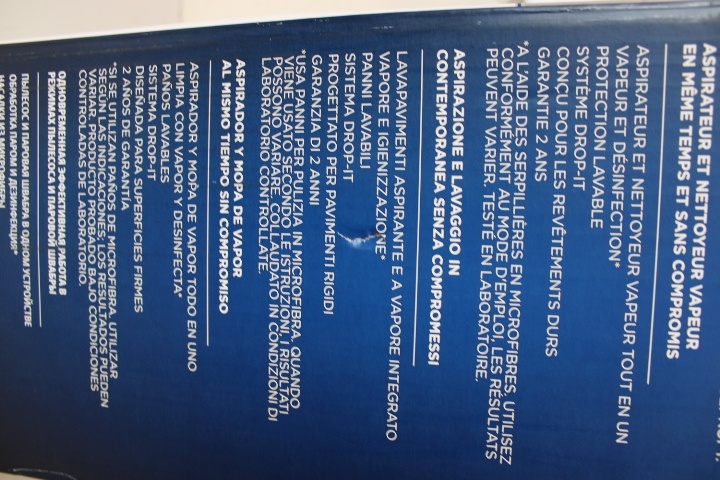 ASPIRATEUR ET NETTOYEUR VAPEUR
EN MÊME TEMPS ET SANS COMPROMIS
ASPIRATEUR ET NETTOYEUR VAPEUR TOUT EN UN
VAPEUR ET DÉSINFECTION*
PROTECTION LAVABLE
SYSTÈME DROP-IT
CONÇU POUR LES REVÊTEMENTS DURS
GARANTIE 2 ANS
*A L'AIDE DES SERPILLIÈRES EN MICROFIBRES, UTILISEZ
CONFORMÉMENT AU MODE D'EMPLOI, LES RÉSULTATS
PEUVENT VARIER. TESTÉ EN LABORATOIRE.
ASPIRAZIONE E LAVAGGIO IN
CONTEMPORANEA SENZA COMPROMESSI
LAVAPAVIMENTI ASPIRANTE E A VAPORE INTEGRATO
VAPORE E IGIENIZZAZIONE*
PANNI LAVABILI
SISTEMA DROP-IT
PROGETTATO PER PAVIMENTI RIGIDI
GARANZIA DI 2 ANNI
*USA PANNI PER PULIZIA IN MICROFIBRA, QUANDO
VIENE USATO SECONDO LE ISTRUZIONI, I RISULTATI
POSSONO VARIARE. COLLAUDATO IN CONDIZIONI DI
LABORATORIO CONTROLLATE.
ASPIRADOR Y MOPA DE VAPOR
AL MISMO TIEMPO SIN COMPROMISO
ASPIRADOR Y MOPA DE VAPOR TODO EN UNO
LIMPIA CON VAPOR Y DESINFECTA*
PAÑOS LAVABLES
SISTEMA DROP-IT
DISEÑADA PARA SUPERFICIES FIRMES
2 AÑOS DE GARANTÍA
*SI SE UTILIZAN PAÑOS DE MICROFIBRA, UTILIZAR
SEGÚN LAS INDICACIONES; LOS RESULTADOS PUEDEN
VARIAR. PRODUCTO PROBADO BAJO CONDICIONES
CONTROLADAS DE LABORATORIO.
ОДНОВРЕМЕННАЯ ЭФФЕКТИВНАЯ РАБОТА В
РЕЖИМАХ ПЫЛЕСОСА И ПАРОВОЙ ШВАБРЫ
ПЫЛЕСОС И ПАРОВАЯ ШВАБРА В ОДНОМ УСТРОЙСТВЕ
ОБРАБОТКА ПАРОМ И ДЕЗИНФЕКЦИЯ*
НАСАДКИ ИЗ МИКРОФИБРЫ